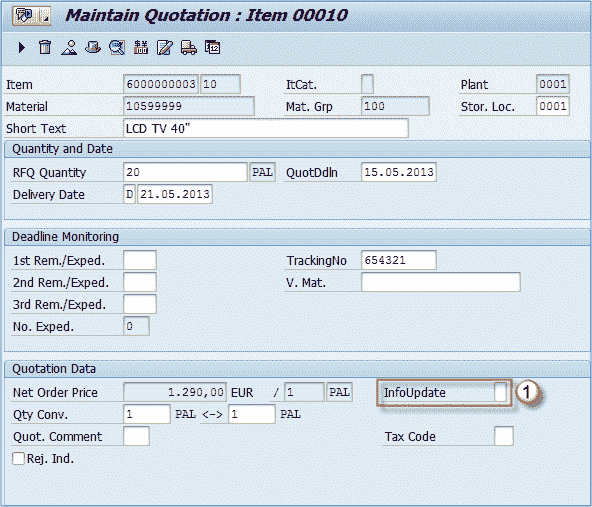 Maintain Quotation : Item 00010
Item 6000000003 10 ItCat. Plant 0001
Material 10599999 Mat. Grp 100 Stor. Loc. 0001
Short Text LCD TV 40"
Quantity and Date
RFQ Quantity 20 PAL QuotDdln 15.05.2013
Delivery Date D 21.05.2013
Deadline Monitoring
1st Rem./Exped. TrackingNo 654321
2nd Rem./Exped. V. Mat.
3rd Rem./Exped.
No. Exped. 0
Quotation Data
Net Order Price 1.290,00 EUR / 1 PAL InfoUpdate 1
Qty Conv. 1 PAL <-> 1 PAL
Quot. Comment Tax Code
Rej. Ind.